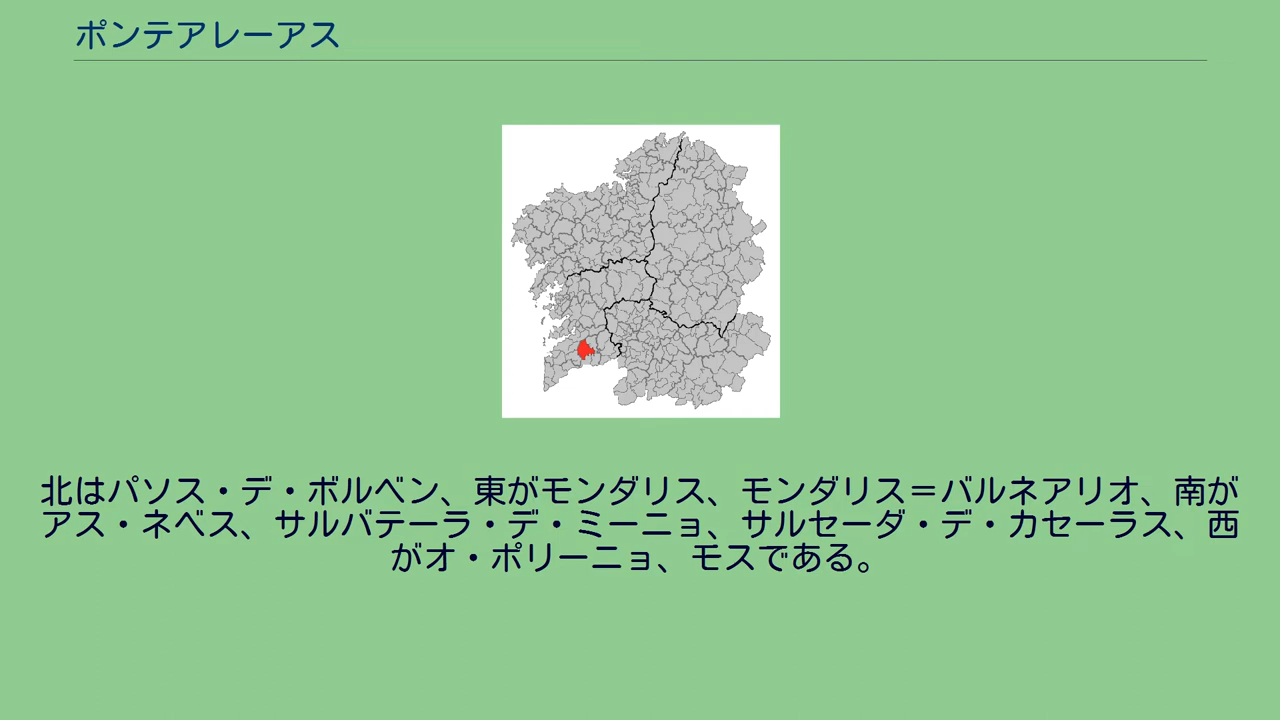 ポンテアレーアス
北はパソス・デ・ボルベン、東がモンダリス、モンダリス＝バルネアリオ、南が
アス・ネベス、サルバテーラ・デ・ミーニョ、サルセーダ・デ・カセーラス、西
がオ・ポリーニョ、モスである。